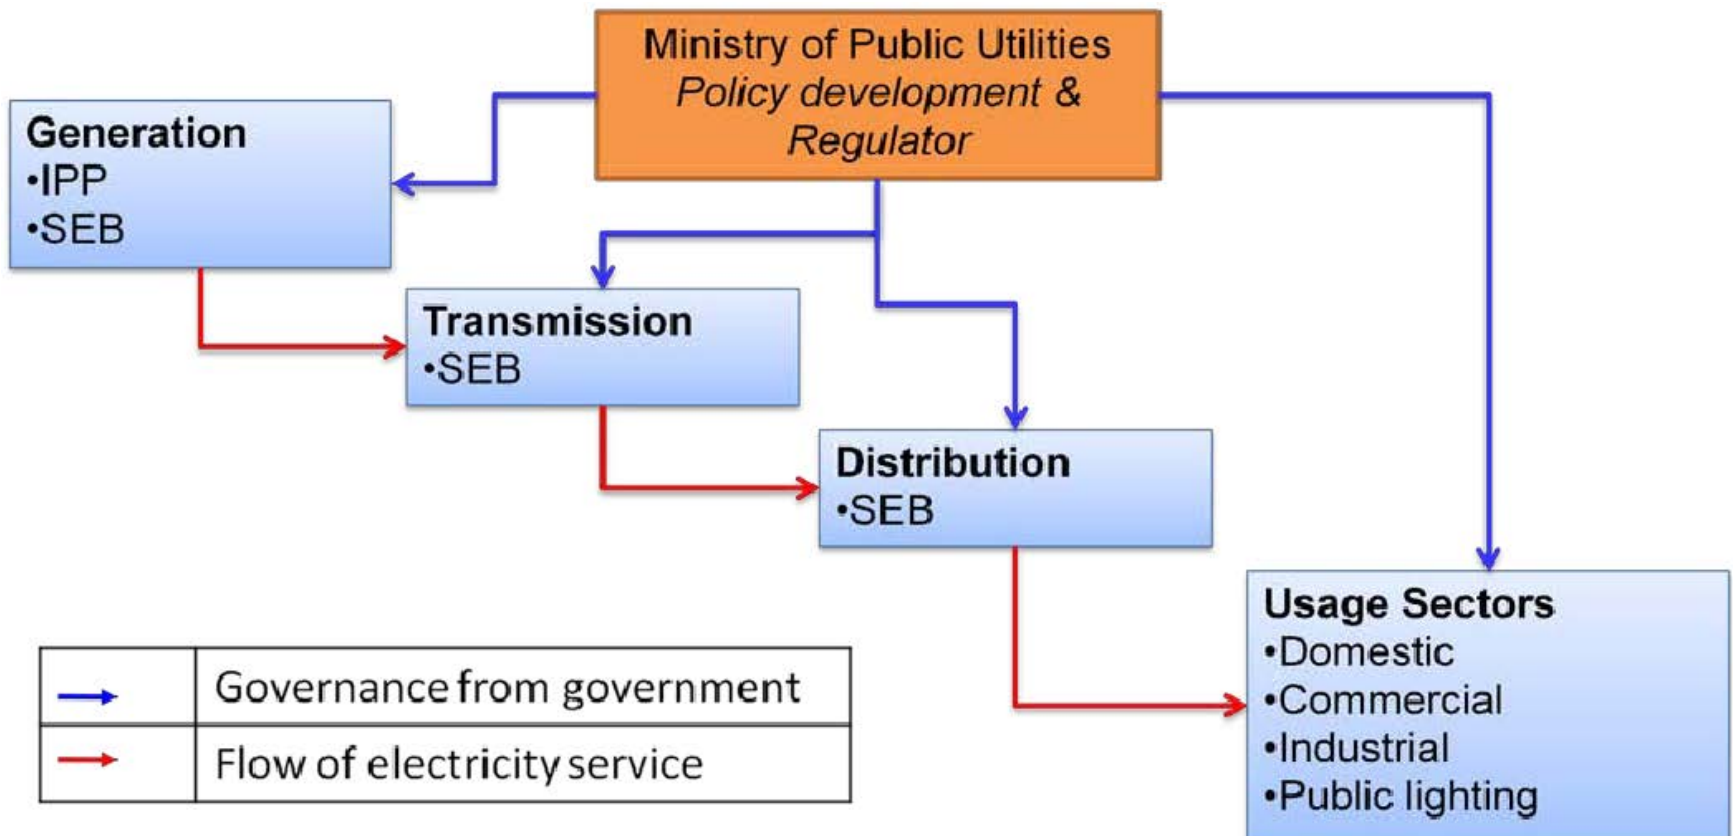 Ministry of Public Utilities
Policy development &
Regulator
Generation
•IPP
•SEB
Transmission
•SEB
Distribution
•SEB
Usage Sectors
•Domestic
•Commercial
•Industrial
•Public lighting
Governance from government
Flow of electricity service